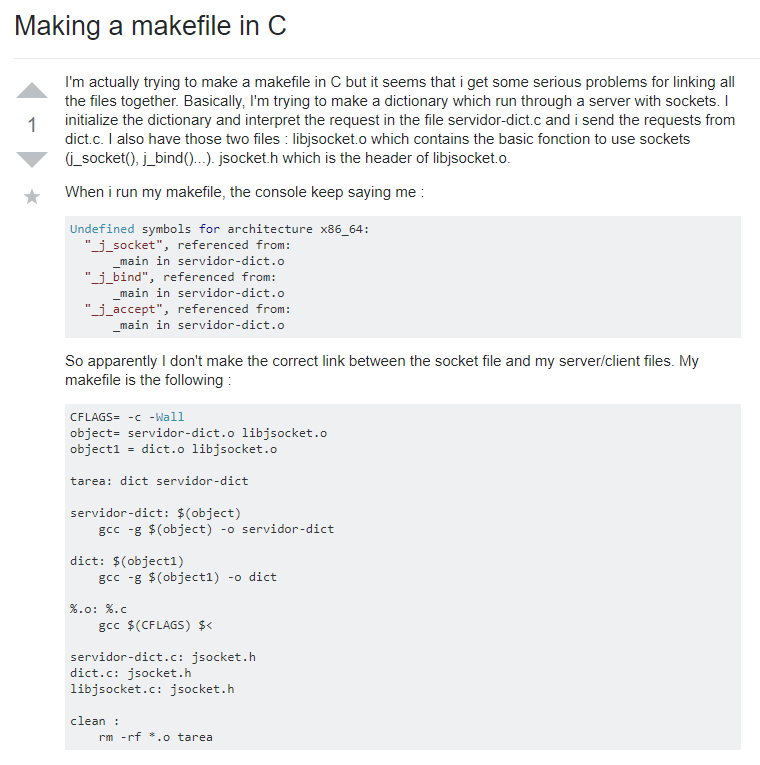 Making a makefile in C
I'm actually trying to make a makefile in C but it seems that i get some serious problems for linking all
the files together. Basically, I'm trying to make a dictionary which run through a server with sockets. I
initialize the dictionary and interpret the request in the file servidor-dict.c and i send the requests from
dict.c. I also have those two files : libjsocket.o which contains the basic fonction to use sockets
(j_socket(), j_bind()...). jsocket.h which is the header of libjsocket.o.
1
When i run my makefile, the console keep saying me :
Undefined symbols for architecture x86_64:
  "_j_socket", referenced from:
      _main in servidor-dict.o
  "_j_bind", referenced from:
      _main in servidor-dict.o
  "_j_accept", referenced from:
      _main in servidor-dict.o
So apparently I don't make the correct link between the socket file and my server/client files. My
makefile is the following :
CFLAGS= -c -Wall
object= servidor-dict.o libjsocket.o
object1 = dict.o libjsocket.o
tarea: dict servidor-dict
servidor-dict: $(object)
    gcc -g $(object) -o servidor-dict
dict: $(object1)
    gcc -g $(object1) -o dict
%.o: %.c
    gcc $(CFLAGS) $<
servidor-dict.c: jsocket.h
dict.c: jsocket.h
libjsocket.c: jsocket.h
clean :
    rm -rf *.o tarea